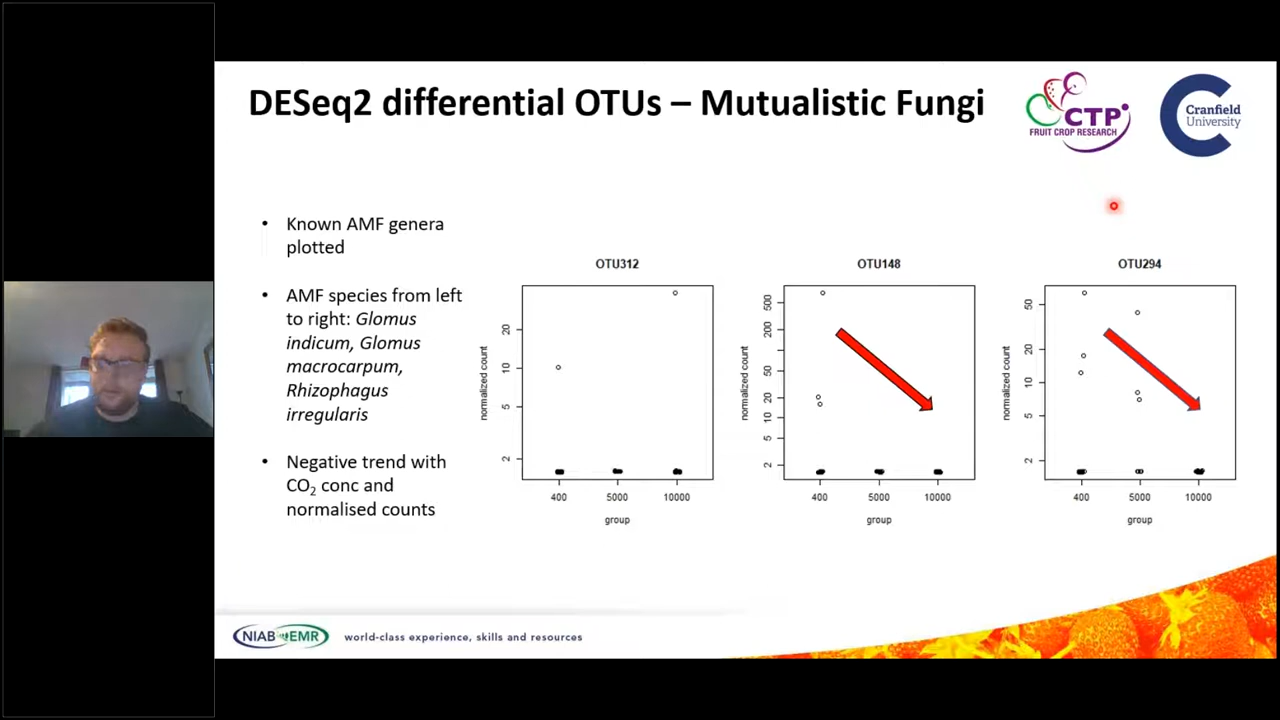 DESeq2 differential OTUs – Mutualistic Fungi
CTP
FRUIT CROP RESEARCH
Cranfield
University
• Known AMF genera
plotted
• AMF species from left
to right: Glomus
indicum, Glomus
macrocarpum,
Rhizophagus
irregularis
• Negative trend with
CO₂ conc and
normalised counts
OTU312
normalized count
20
10
5
2
400 5000 10000
group
OTU148
normalized count
500
200
50
20
10
5
2
400 5000 10000
group
OTU294
normalized count
50
20
10
5
2
400 5000 10000
group
NIAB EMR
world-class experience, skills and resources